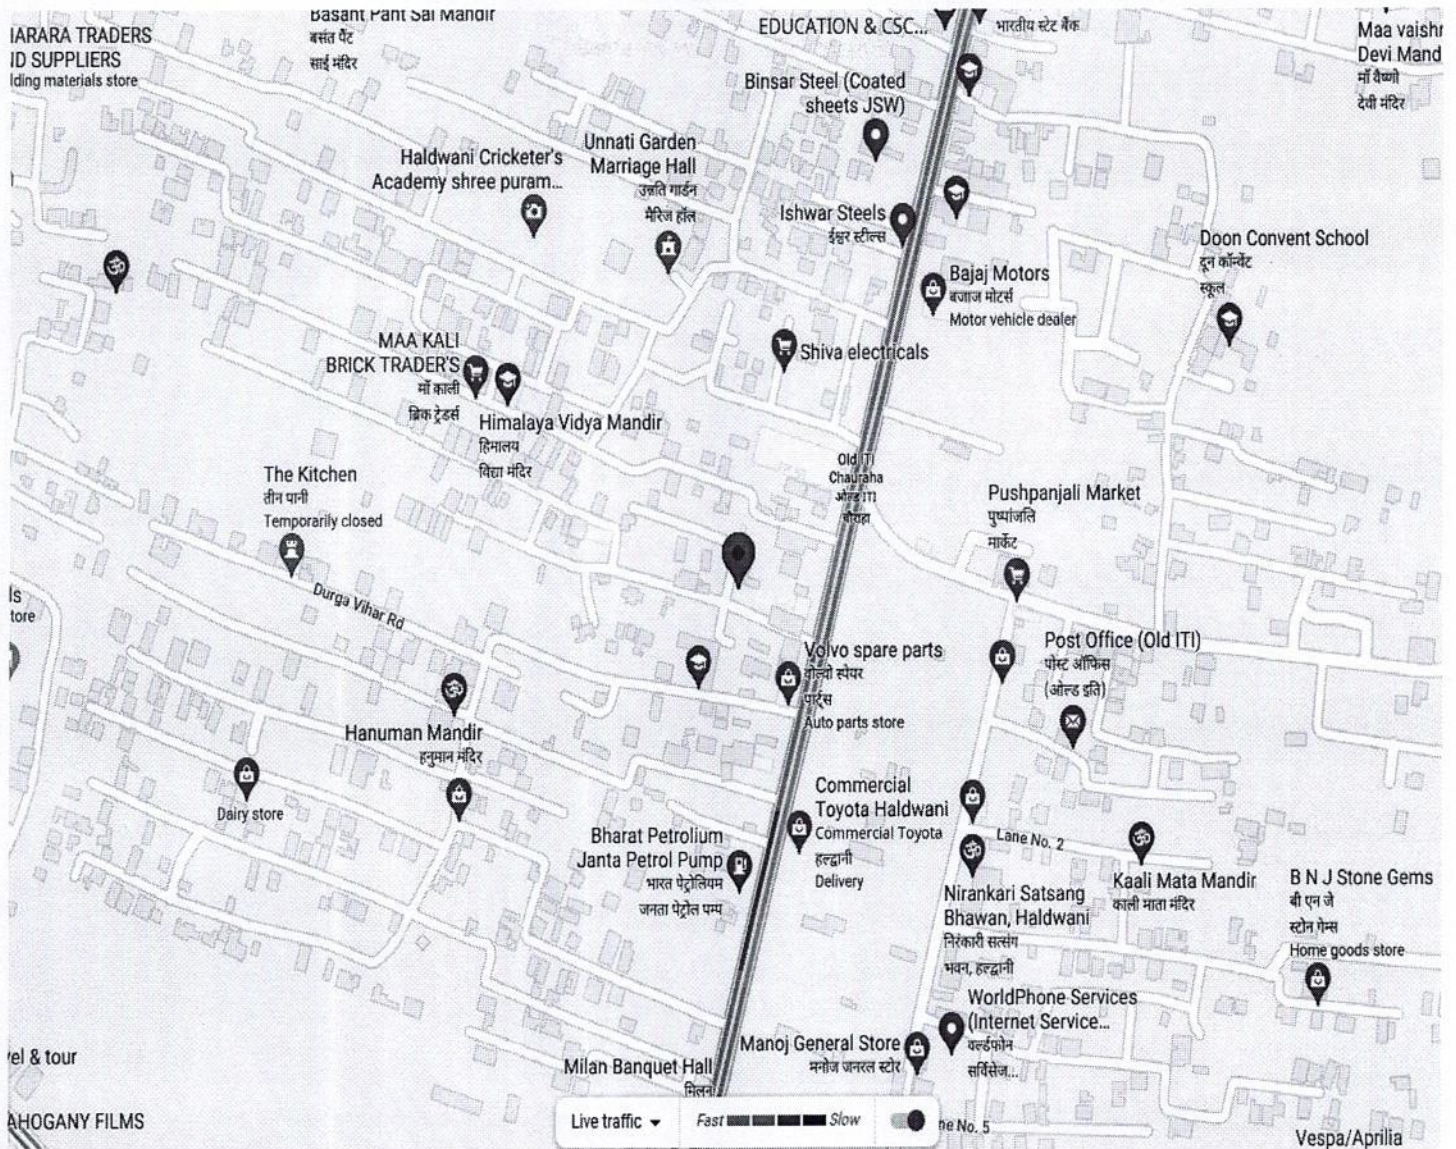 Basant Pant Sai Mandir
बसंत पैंट
साई मंदिर
IARARA TRADERS
ID SUPPLIERS
lding materials store
EDUCATION & CSC...
भारतीय स्टेट बैंक
Maa vaishn
Devi Mand
माँ वैष्णो
देवी मंदिर
Binsar Steel (Coated
sheets JSW)
Unnati Garden
Marriage Hall
उन्नति गार्डन
मैरिज हॉल
Haldwani Cricketer's
Academy shree puram...
Ishwar Steels
ईश्वर स्टील्स
Doon Convent School
दून कॉन्वेंट
स्कूल
Bajaj Motors
बजाज मोटर्स
Motor vehicle dealer
Shiva electricals
MAA KALI
BRICK TRADER'S
माँ काली
ब्रिक ट्रेडर्स
Himalaya Vidya Mandir
हिमालय
विद्या मंदिर
Old ITI
Chauraha
ओल्ड ITI
चौराहा
The Kitchen
तीन पानी
Temporarily closed
Pushpanjali Market
पुष्पांजलि
मार्केट
Durga Vihar Rd
ls
tore
Post Office (Old ITI)
पोस्ट ऑफिस
(ओल्ड इति)
Volvo spare parts
वोल्वो स्पेयर
पार्ट्स
Auto parts store
Hanuman Mandir
हनुमान मंदिर
Dairy store
Commercial
Toyota Haldwani
Commercial Toyota
हल्द्वानी
Delivery
Bharat Petrolium
Janta Petrol Pump
भारत पेट्रोलियम
जनता पेट्रोल पम्प
Lane No. 2
Nirankari Satsang
Bhawan, Haldwani
निरंकारी सत्संग
भवन, हल्द्वानी
Kaali Mata Mandir
काली माता मंदिर
B N J Stone Gems
बी एन जे
स्टोन गेम्स
Home goods store
WorldPhone Services
(Internet Service...
वर्ल्डफोन
सर्विसेज...
Manoj General Store
मनोज जनरल स्टोर
Milan Banquet Hall
मिलन
vel & tour
AHOGANY FILMS
Live traffic
Fast
Slow
ne No. 5
Vespa/Aprilia